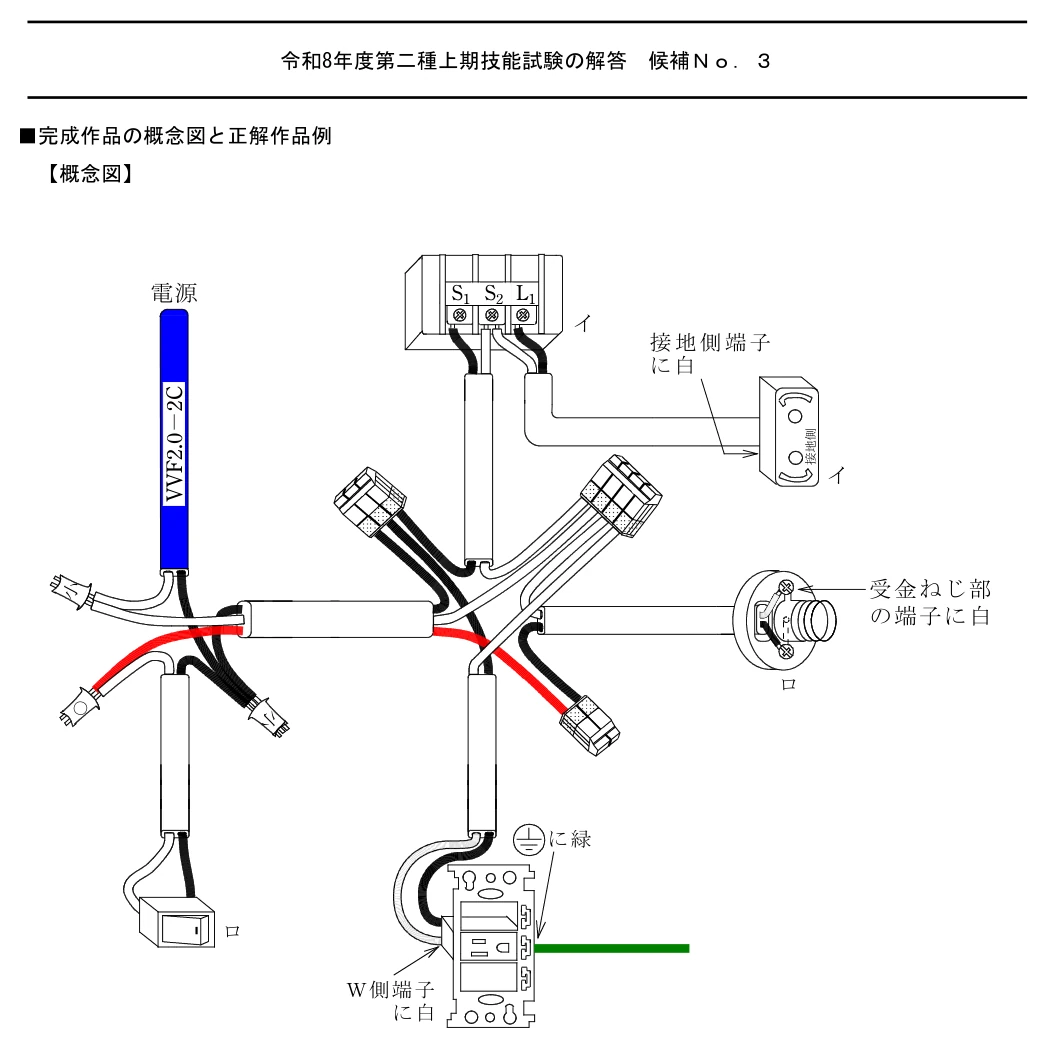 令和8年度第二種上期技能試験の解答　候補Ｎｏ．３
■完成作品の概念図と正解作品例
【概念図】
電源
VVF2.0－2C
S1 S2 L1
イ
接地側端子
に白
接地側
イ
受金ねじ部
の端子に白
ロ
ロ
に緑
W側端子
に白